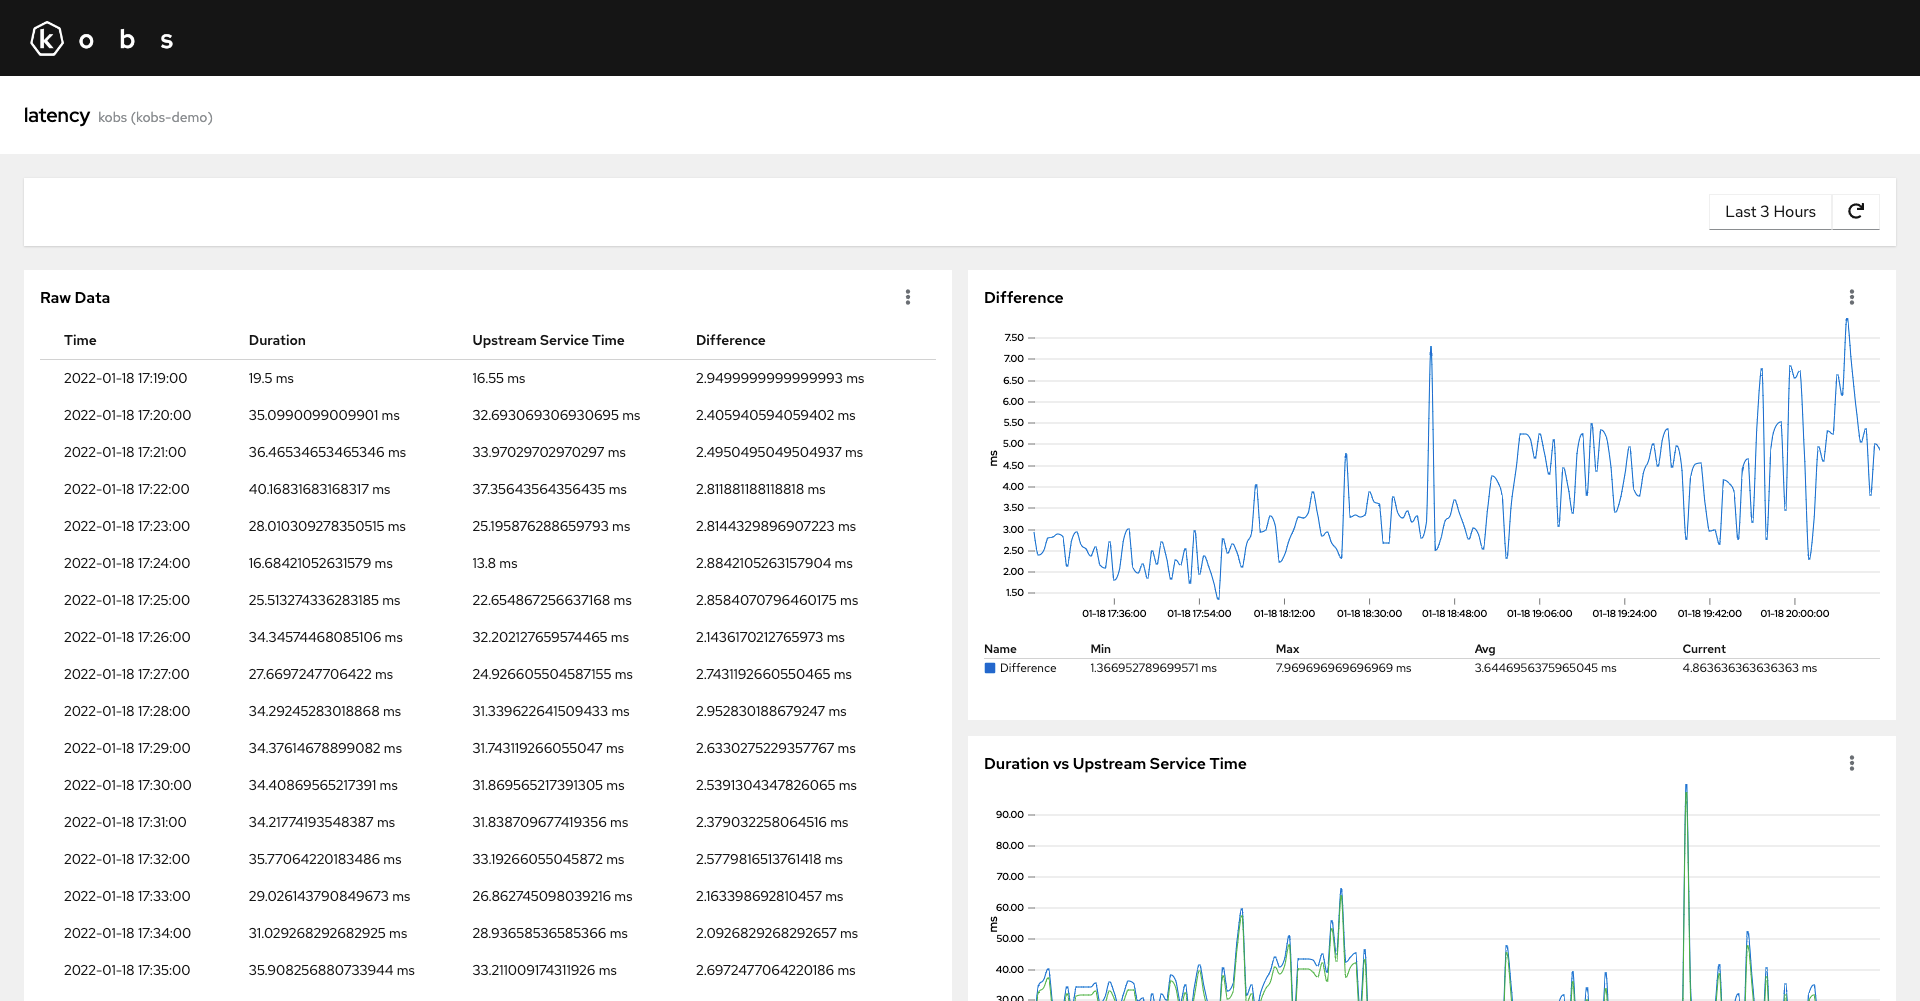 k o b s
latency kobs (kobs-demo)
Last 3 Hours
Raw Data
Time Duration Upstream Service Time Difference
2022-01-18 17:19:00 19.5 ms 16.55 ms 2.9499999999999993 ms
2022-01-18 17:20:00 35.0990099009901 ms 32.693069306930695 ms 2.405940594059402 ms
2022-01-18 17:21:00 36.46534653465346 ms 33.97029702970297 ms 2.4950495049504937 ms
2022-01-18 17:22:00 40.16831683168317 ms 37.35643564356435 ms 2.811881188118818 ms
2022-01-18 17:23:00 28.010309278350515 ms 25.195876288659793 ms 2.8144329896907223 ms
2022-01-18 17:24:00 16.68421052631579 ms 13.8 ms 2.8842105263157904 ms
2022-01-18 17:25:00 25.513274336283185 ms 22.654867256637168 ms 2.8584070796460175 ms
2022-01-18 17:26:00 34.34574468085106 ms 32.202127659574465 ms 2.1436170212765973 ms
2022-01-18 17:27:00 27.6697247706422 ms 24.926605504587155 ms 2.7431192660550465 ms
2022-01-18 17:28:00 34.29245283018868 ms 31.339622641509433 ms 2.952830188679247 ms
2022-01-18 17:29:00 34.37614678899082 ms 31.743119266055047 ms 2.6330275229357767 ms
2022-01-18 17:30:00 34.40869565217391 ms 31.869565217391305 ms 2.5391304347826065 ms
2022-01-18 17:31:00 34.21774193548387 ms 31.838709677419356 ms 2.379032258064516 ms
2022-01-18 17:32:00 35.77064220183486 ms 33.19266055045872 ms 2.5779816513761418 ms
2022-01-18 17:33:00 29.026143790849673 ms 26.862745098039216 ms 2.163398692810457 ms
2022-01-18 17:34:00 31.029268292682925 ms 28.93658536585366 ms 2.0926829268292657 ms
2022-01-18 17:35:00 35.908256880733944 ms 33.211009174311926 ms 2.6972477064220186 ms
Difference
7.50
7.00
6.50
6.00
5.50
5.00
4.50
4.00
3.50
3.00
2.50
2.00
1.50
ms
01-18 17:36:00 01-18 17:54:00 01-18 18:12:00 01-18 18:30:00 01-18 18:48:00 01-18 19:06:00 01-18 19:24:00 01-18 19:42:00 01-18 20:00:00
Name Min Max Avg Current
Difference 1.366952789699571 ms 7.969696969696969 ms 3.6446956375965045 ms 4.863636363636363 ms
Duration vs Upstream Service Time
90.00
80.00
70.00
60.00
50.00
40.00
30.00
ms